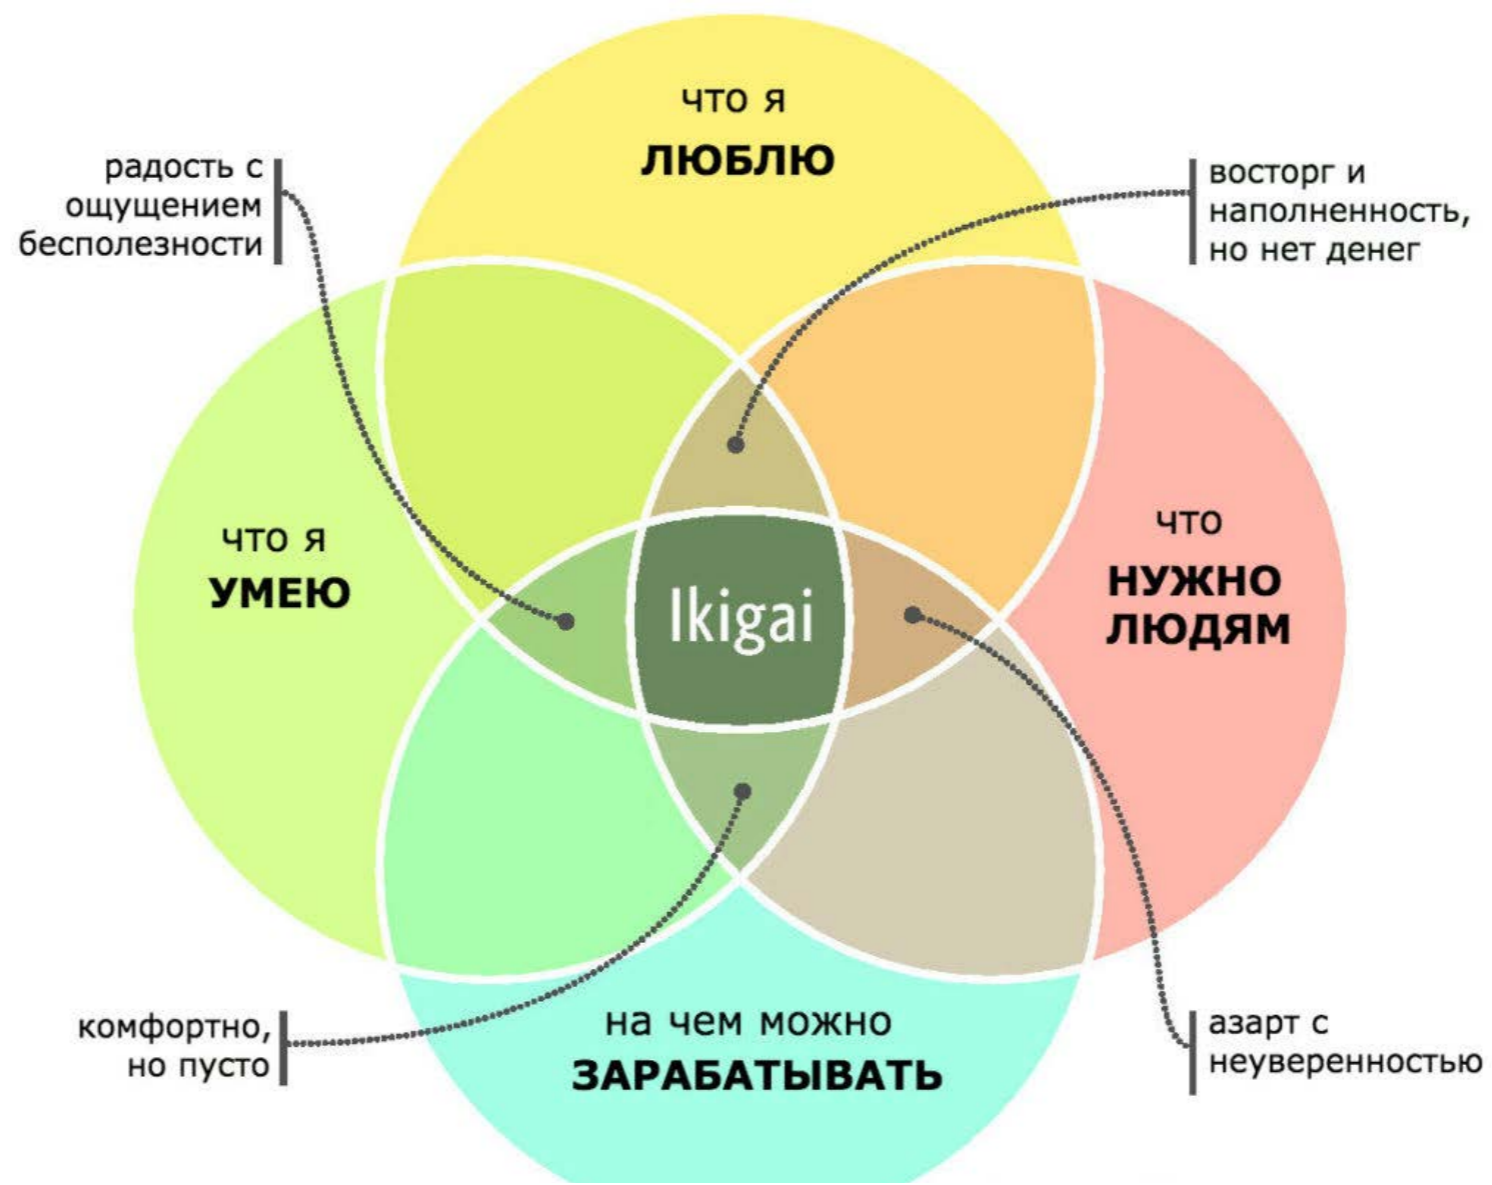 что я
ЛЮБЛЮ
радость с
ощущением
бесполезности
восторг и
наполненность,
но нет денег
что я
УМЕЮ
Ikigai
что
НУЖНО
ЛЮДЯМ
комфортно,
но пусто
на чем можно
ЗАРАБАТЫВАТЬ
азарт с
неуверенностью